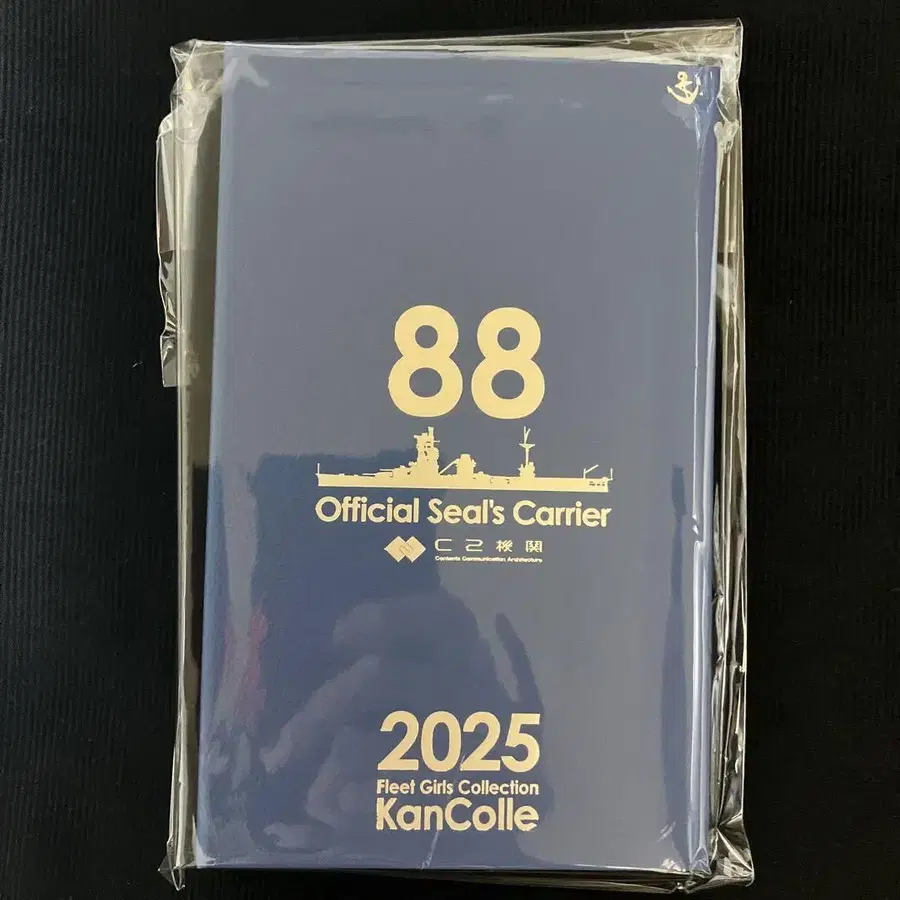 88
Official Seal's Carrier
C2機関
Contents Communication Architecture
2025
Fleet Girls Collection
KanColle